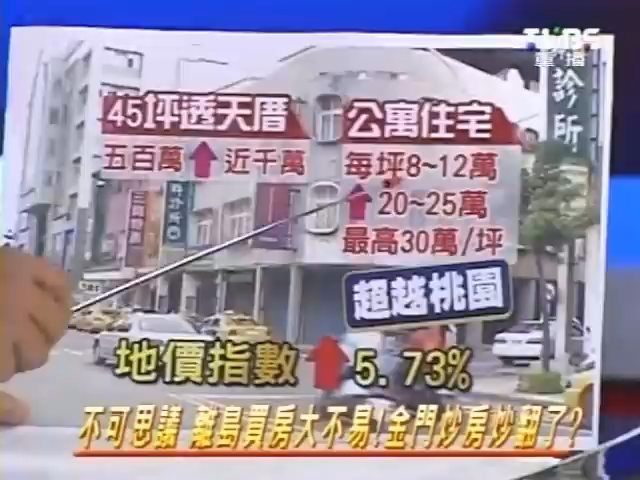 TVBS
重播
診所
45坪透天厝
五百萬 ↑ 近千萬
公寓住宅
每坪8~12萬
↑ 20~25萬
最高30萬/坪
超越桃園
地價指數 ↑ 5.73%
不可思議 離島買房大不易!金門炒房炒翻了?